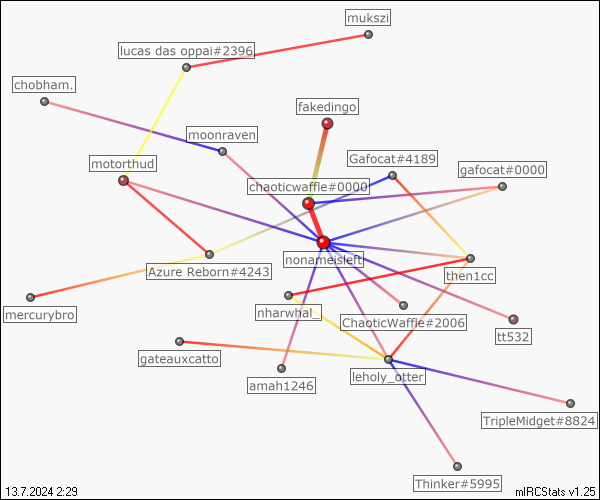 mukszi
lucas das oppai#2396
chobham.
fakedingo
moonraven
Gafocat#4189
motorthud
gafocat#0000
chaoticwaffle#0000
nonameisleft
Azure Reborn#4243
then1cc
mercurybro
nharwhal_
ChaoticWaffle#2006
tt532
gateauxcatto
leholy_otter
amah1246
TripleMidget#8824
Thinker#5995
13.7.2024 2:29
mIRCStats v1.25